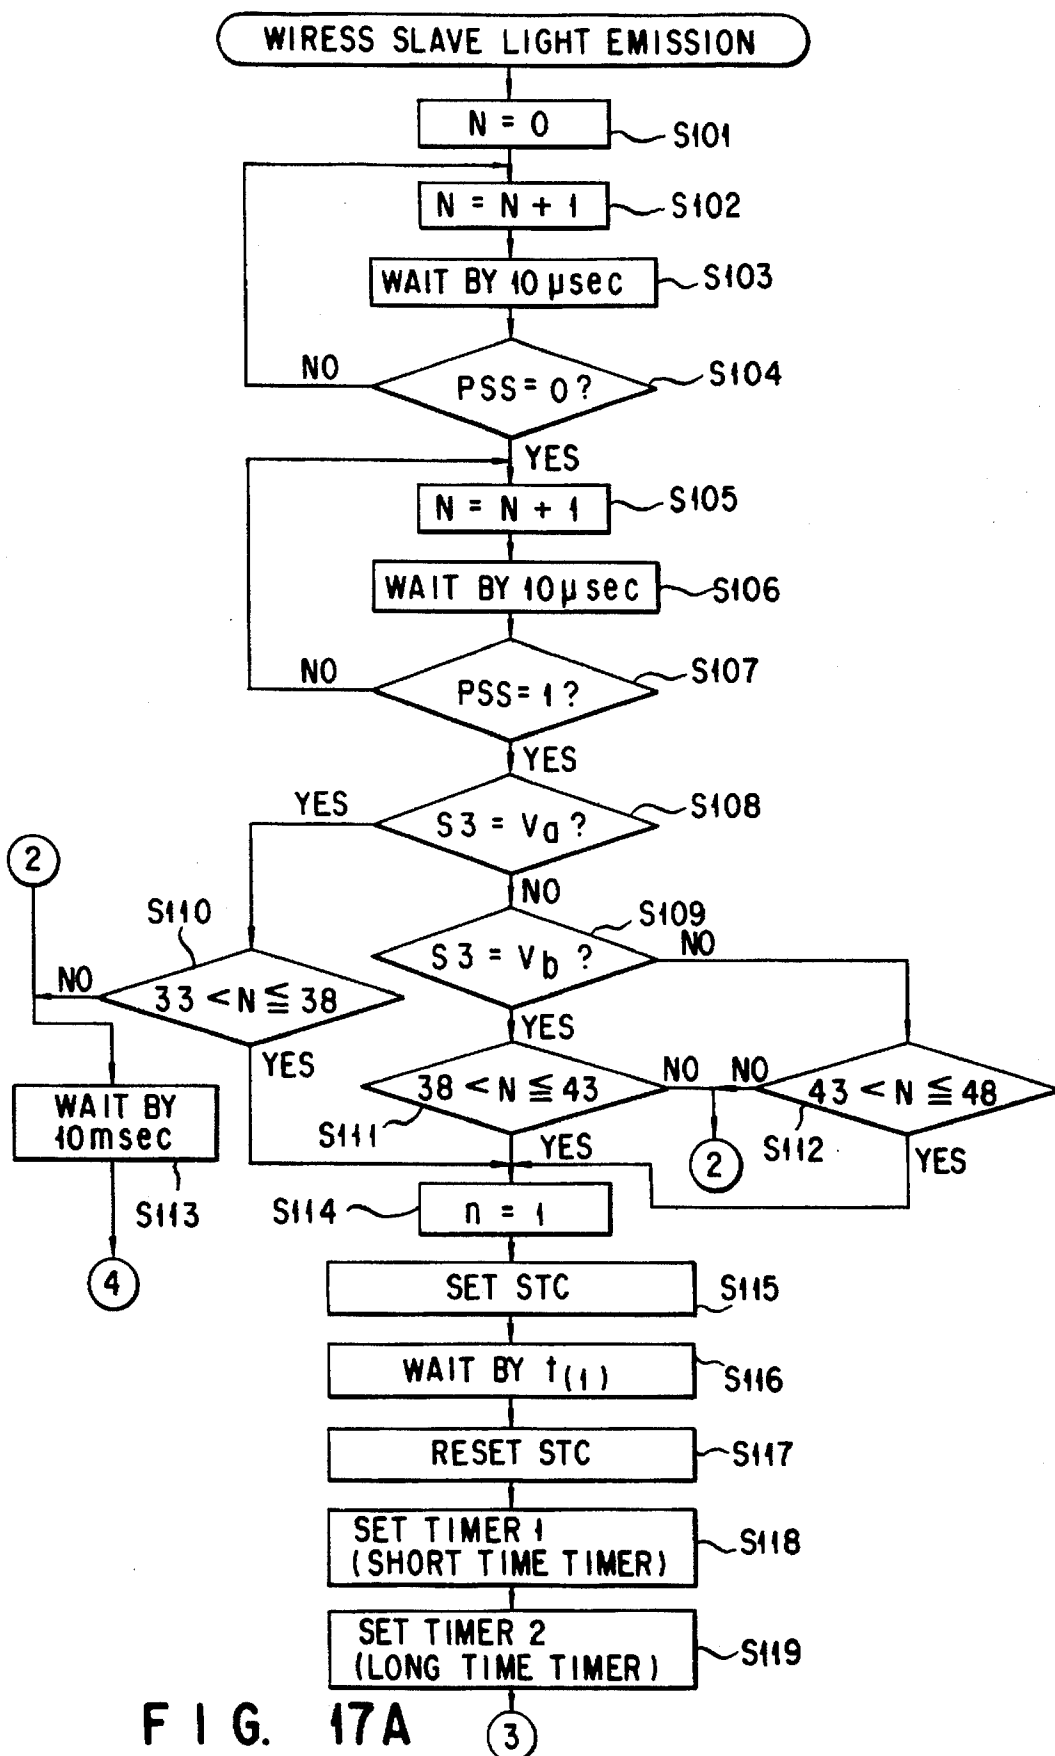 WIRESS SLAVE LIGHT EMISSION
N = 0
S101
N = N + 1
S102
WAIT BY 10 μsec
S103
NO
PSS = 0 ?
S104
YES
N = N + 1
S105
WAIT BY 10 μsec
S106
NO
PSS = 1 ?
S107
YES
YES
S3 = Va ?
S108
2
NO
S110
S109
NO
S3 = Vb ?
NO
33 < N ≦ 38
YES
YES
38 < N ≦ 43
NO
NO
43 < N ≦ 48
WAIT BY
10msec
S111
YES
2
S112
YES
S113
S114
n = 1
4
SET STC
S115
WAIT BY t(1)
S116
RESET STC
S117
SET TIMER 1
(SHORT TIME TIMER)
S118
SET TIMER 2
(LONG TIME TIMER)
S119
FIG. 17A
3